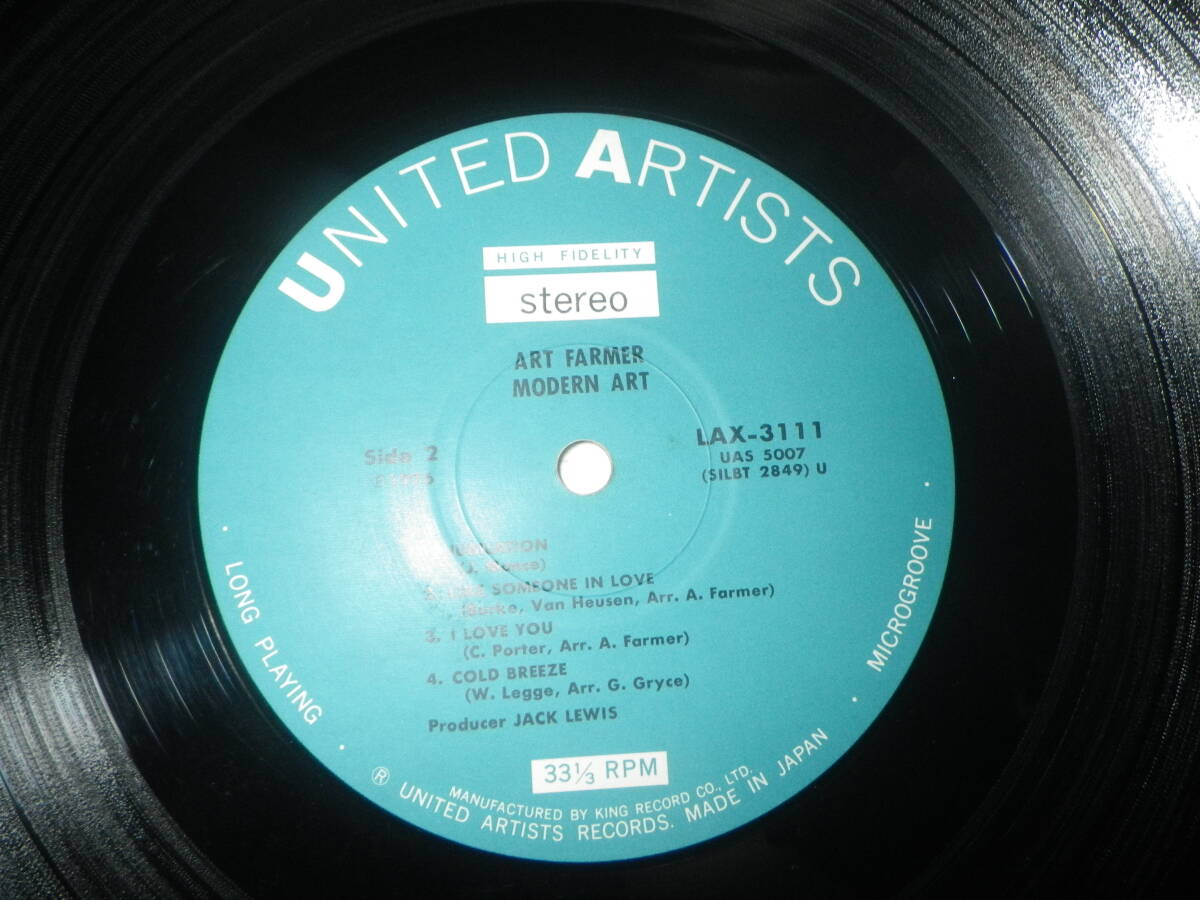 UNITED ARTISTS
HIGH FIDELITY
stereo
ART FARMER
MODERN ART
Side 2
LAX-3111
UAS 5007
(SILBT 2849) U
SOMEONE IN LOVE
(Burke, Van Heusen, Arr. A. Farmer)
3. I LOVE YOU
(C. Porter, Arr. A. Farmer)
4. COLD BREEZE
(W. Legge, Arr. G. Gryce)
Producer JACK LEWIS
33⅓ RPM
· LONG PLAYING ·
· MICROGROOVE ·
MANUFACTURED BY KING RECORD CO., LTD.
Ⓡ UNITED ARTISTS RECORDS. MADE IN JAPAN